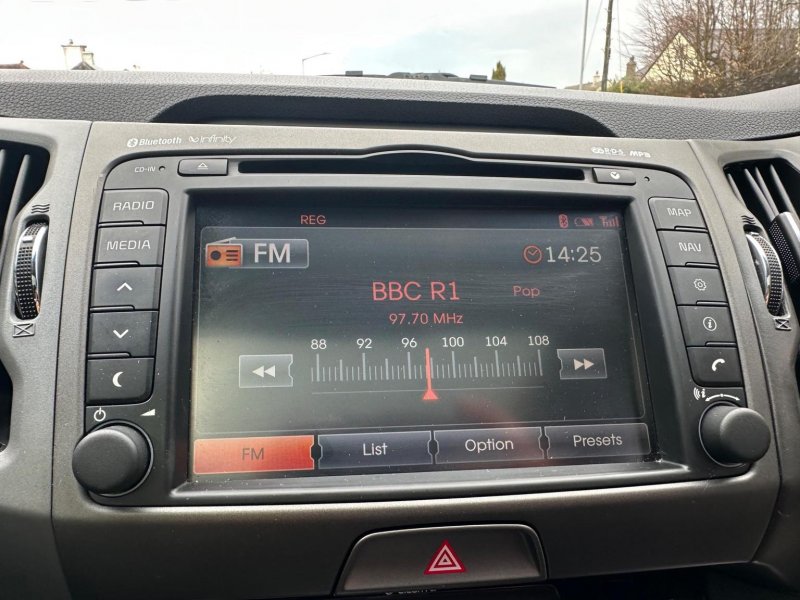 Bluetooth infinity
R·D·S MP3
CD-IN
RADIO
MEDIA
REG
FM
14:25
BBC R1
Pop
97.70 MHz
88 92 96 100 104 108
FM
List
Option
Presets
MAP
NAV